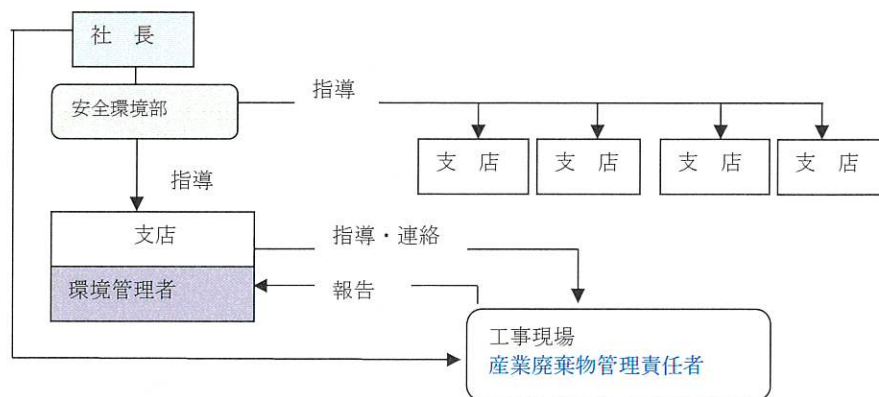 社　長
安全環境部
指導
支　店
支　店
支　店
支　店
指導
支店
指導・連絡
環境管理者
報告
工事現場
産業廃棄物管理責任者